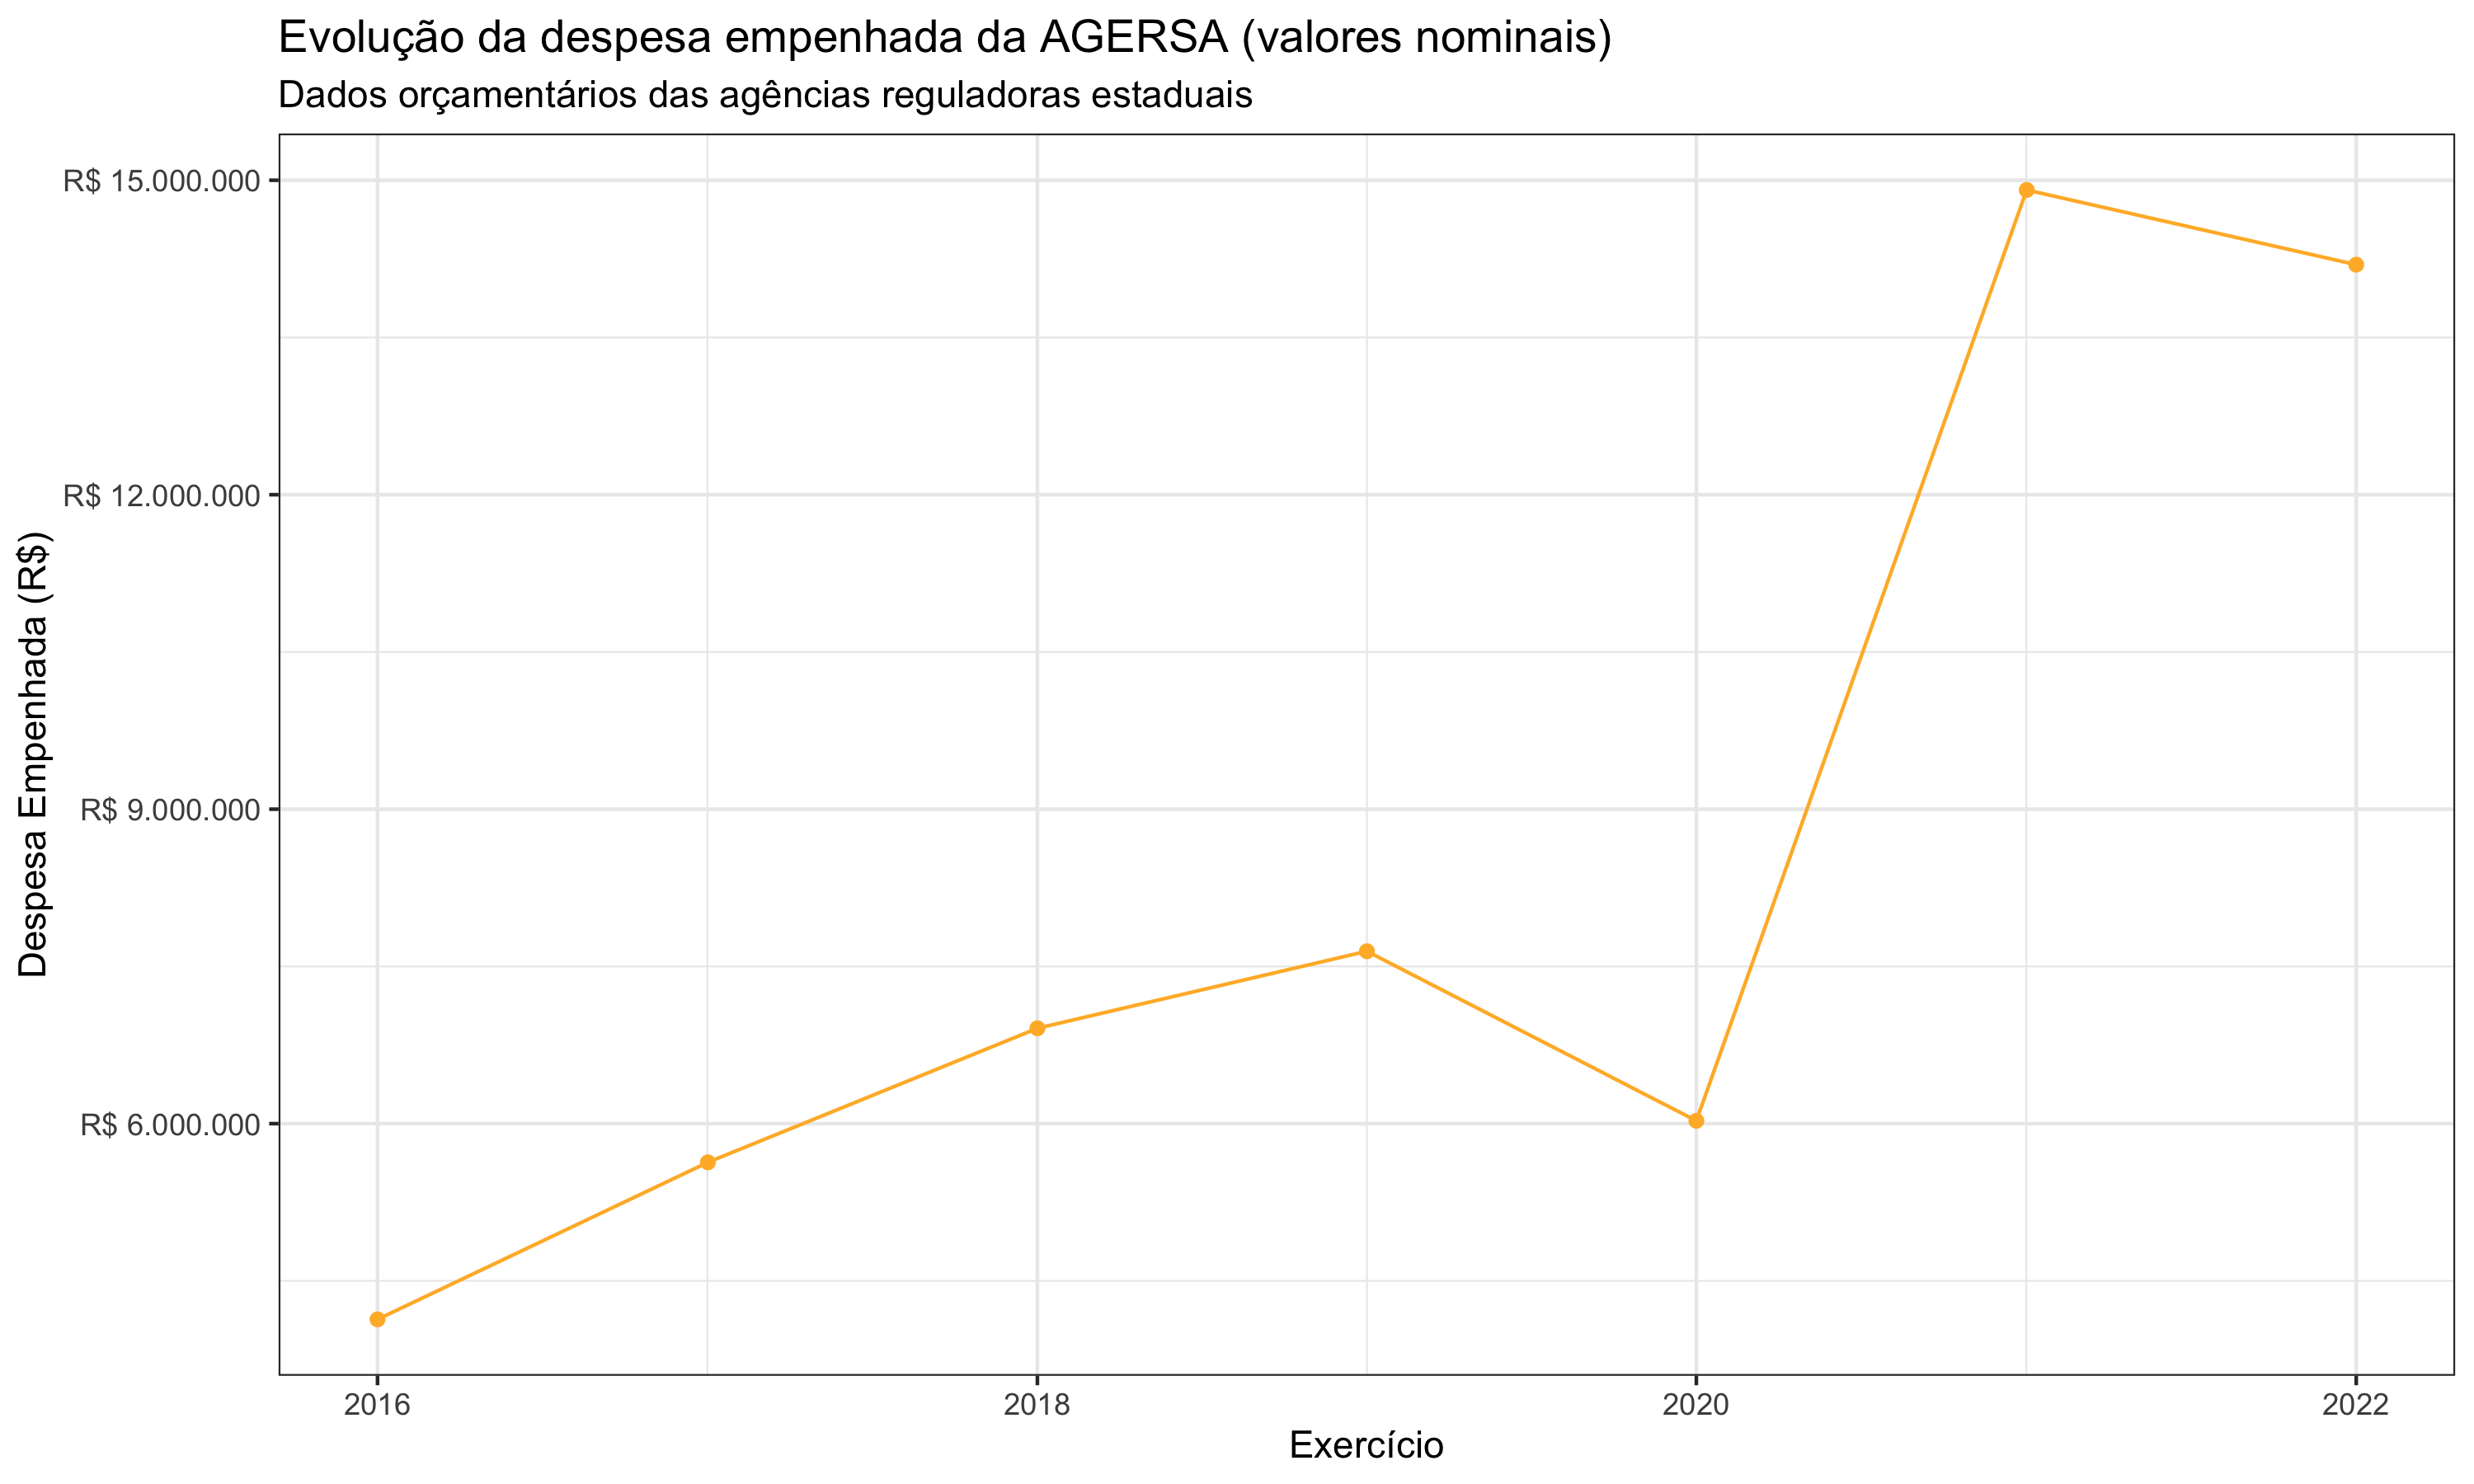 Evolução da despesa empenhada da AGERSA (valores nominais)
Dados orçamentários das agências reguladoras estaduais
R$ 15.000.000
R$ 12.000.000
R$ 9.000.000
R$ 6.000.000
Despesa Empenhada (R$)
2016
2018
2020
2022
Exercício